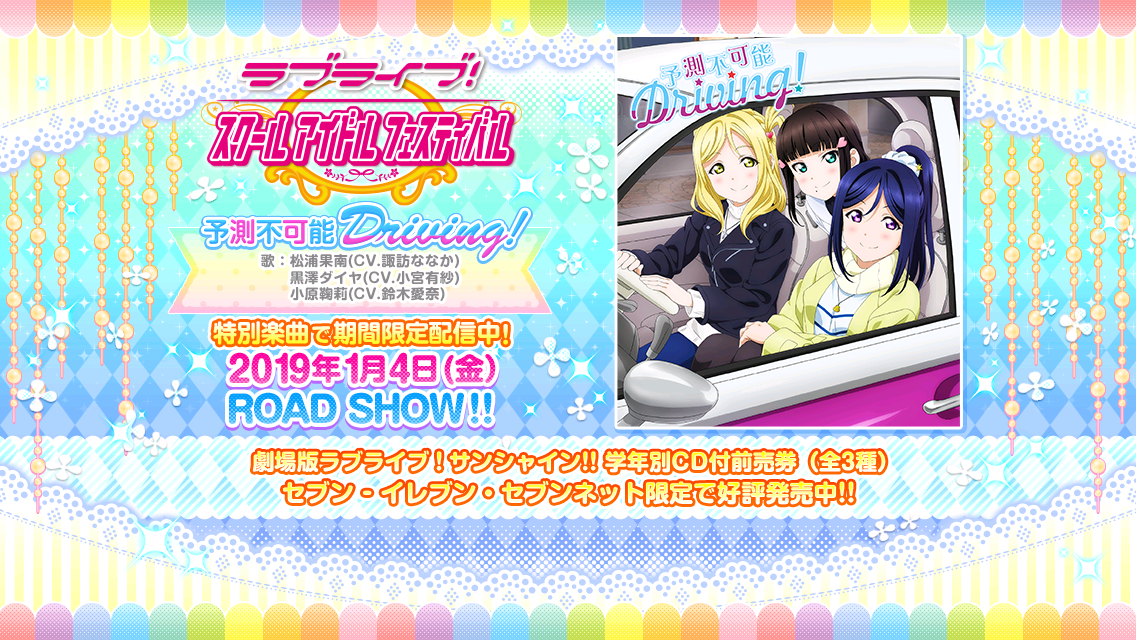 ラブライブ!
スクールアイドルフェスティバル
予測不可能Driving!
歌:松浦果南(CV.諏訪ななか)
黒澤ダイヤ(CV.小宮有紗)
小原鞠莉(CV.鈴木愛奈)
特別楽曲で期間限定配信中!
2019年1月4日(金)
ROAD SHOW!!
予測不可能
Driving!
劇場版ラブライブ!サンシャイン!! 学年別CD付前売券(全3種)
セブン‐イレブン・セブンネット限定で好評発売中!!